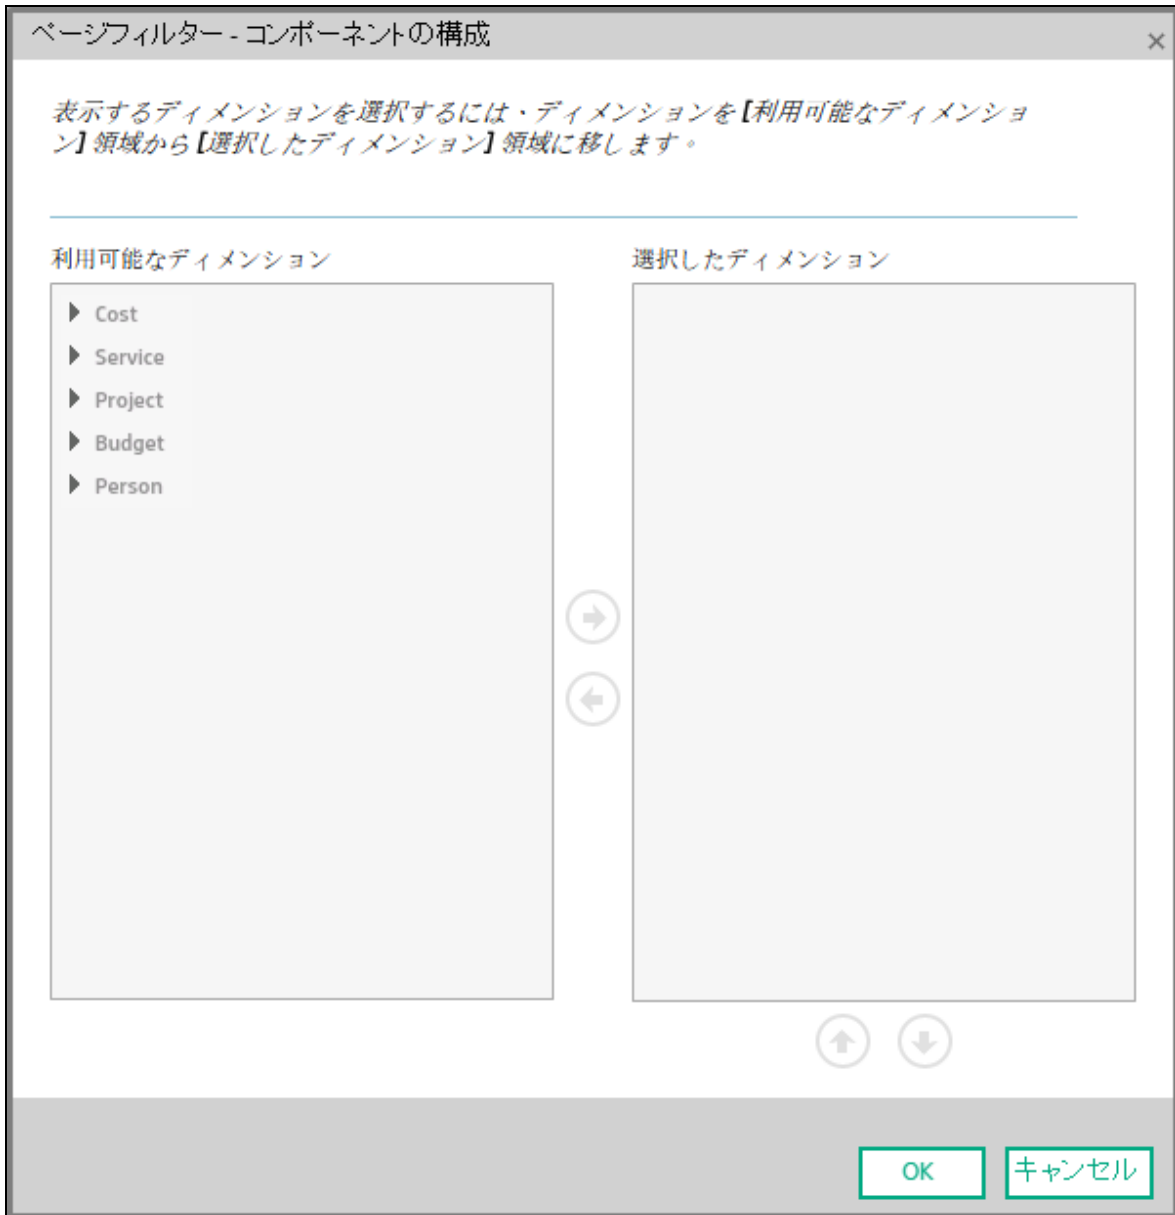 ページフィルター - コンポーネントの構成
表示するディメンションを選択するには、ディメンションを【利用可能なディメンショ
ン】領域から【選択したディメンション】領域に移します。
利用可能なディメンション
選択したディメンション
Cost
Service
Project
Budget
Person
OK
キャンセル